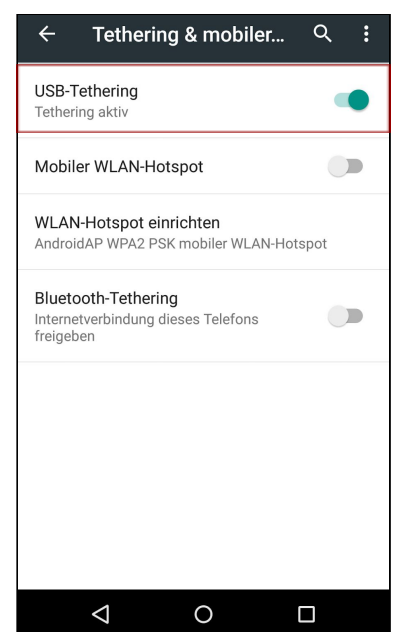 Tethering & mobiler...
USB-Tethering
Tethering aktiv
Mobiler WLAN-Hotspot
WLAN-Hotspot einrichten
AndroidAP WPA2 PSK mobiler WLAN-Hotspot
Bluetooth-Tethering
Internetverbindung dieses Telefons
freigeben